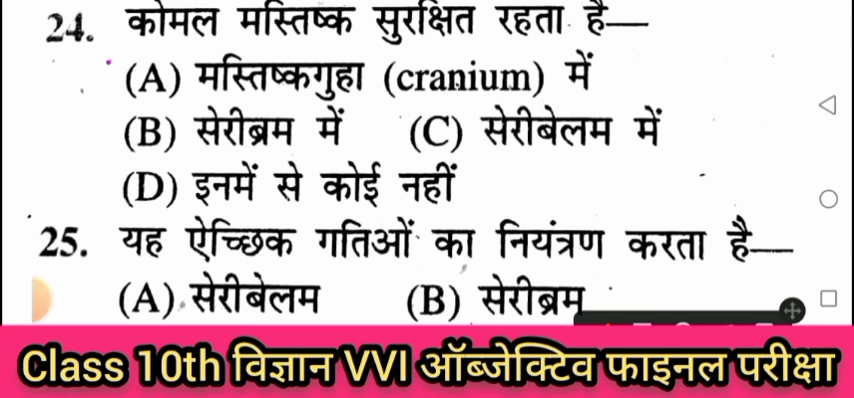 24. कोमल मस्तिष्क सुरक्षित रहता है—
(A) मस्तिष्कगुहा (cranium) में
(B) सेरीब्रम में (C) सेरीबेलम में
(D) इनमें से कोई नहीं
25. यह ऐच्छिक गतिओं का नियंत्रण करता है—
(A) सेरीबेलम (B) सेरीब्रम
Class 10th विज्ञान VVI ऑब्जेक्टिव फाइनल परीक्षा